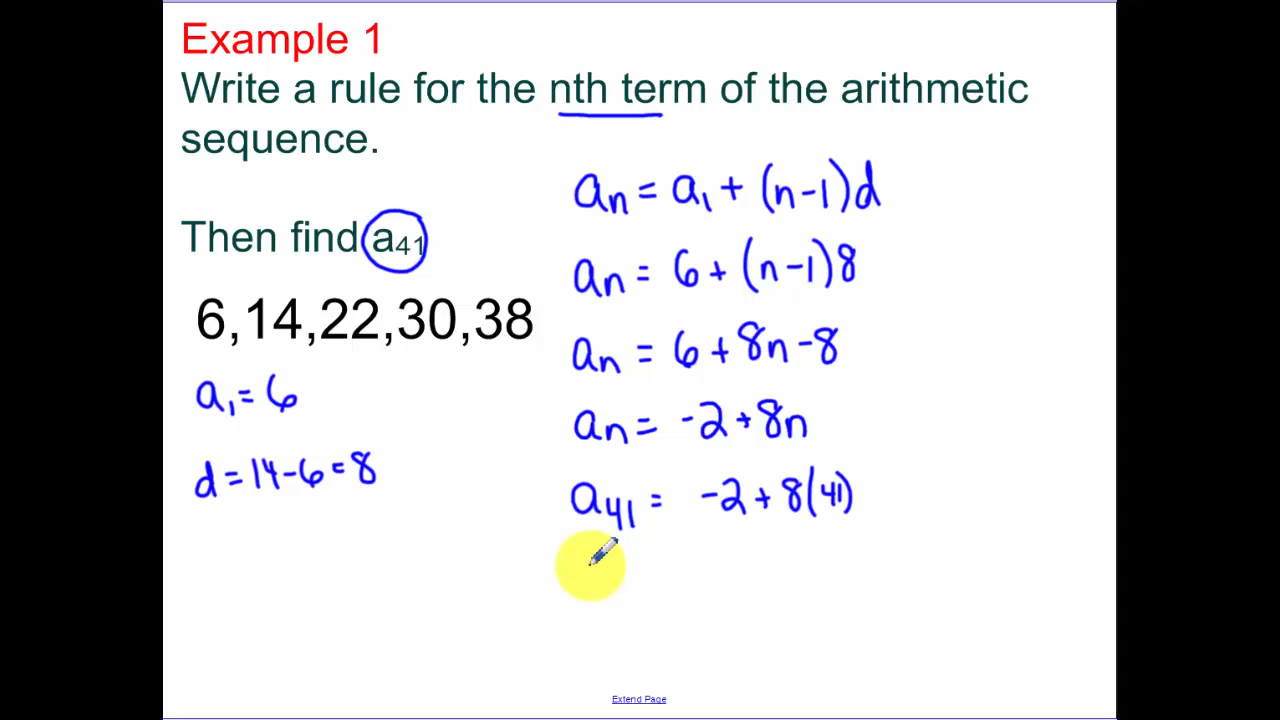 Example 1
Write a rule for the nth term of the arithmetic
sequence.
Then find a₄₁
6,14,22,30,38
a₁ = 6
d = 14-6 = 8
aₙ = a₁ + (n-1)d
aₙ = 6 + (n-1)8
aₙ = 6 + 8n - 8
aₙ = -2 + 8n
a₄₁ = -2 + 8(41)
Extend Page